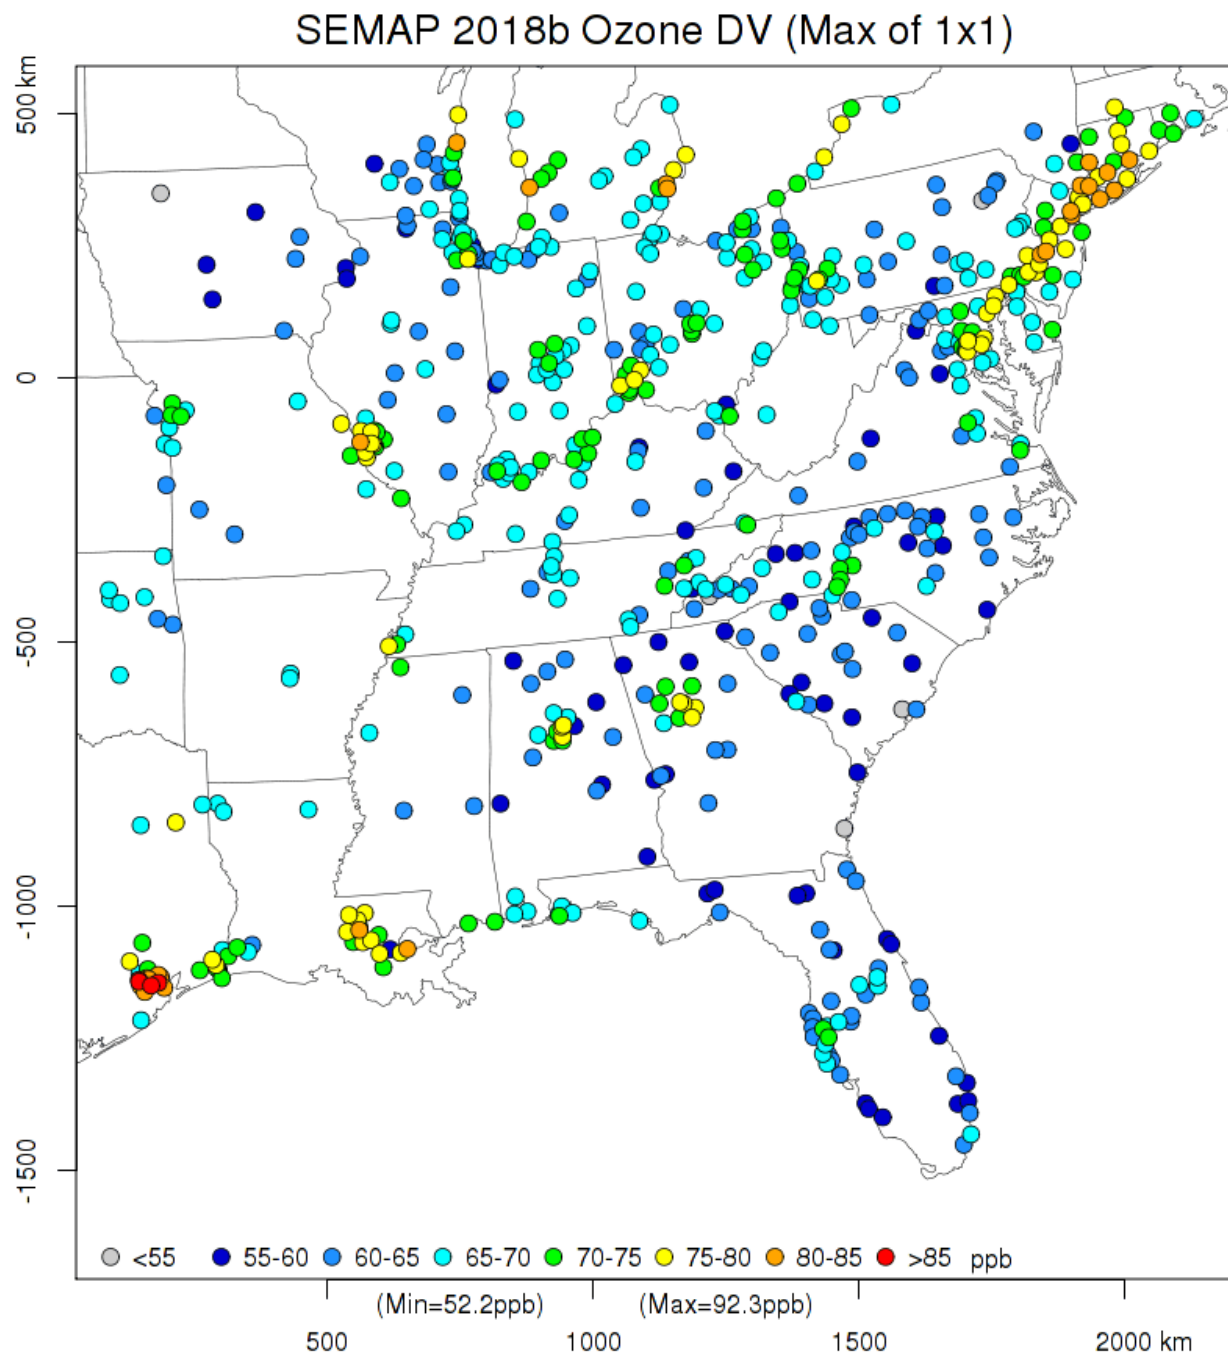 SEMAP 2018b Ozone DV (Max of 1x1)
500 km
0
-500
-1000
-1500
<55 55-60 60-65 65-70 70-75 75-80 80-85 >85 ppb
(Min=52.2ppb) (Max=92.3ppb)
500 1000 1500 2000 km